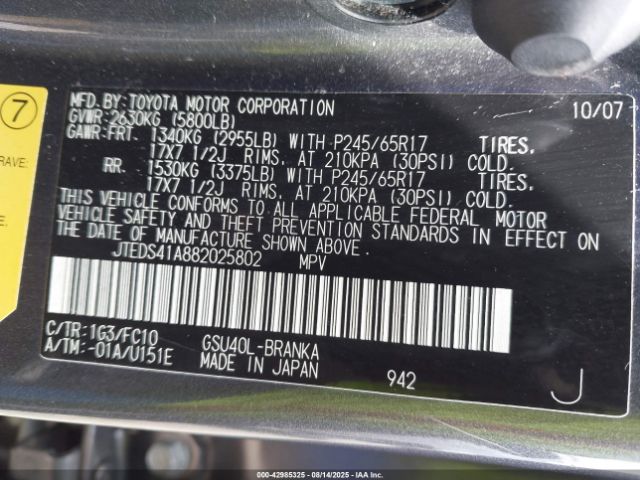 7
RAVE:
MFD. BY: TOYOTA MOTOR CORPORATION 10/07
GVWR: 2630KG (5800LB)
GAWR: FRT. 1340KG (2955LB) WITH P245/65R17 TIRES,
17X7 1/2J RIMS, AT 210KPA (30PSI) COLD.
RR. 1530KG (3375LB) WITH P245/65R17 TIRES,
17X7 1/2J RIMS, AT 210KPA (30PSI) COLD.
THIS VEHICLE CONFORMS TO ALL APPLICABLE FEDERAL MOTOR
VEHICLE SAFETY AND THEFT PREVENTION STANDARDS IN EFFECT ON
THE DATE OF MANUFACTURE SHOWN ABOVE.
JTEDS41A882025802 MPV
C/TR: 1G3/FC10 GSU40L-BRANKA
A/TM: -01A/U151E MADE IN JAPAN 942 J
000-42985325 - 08/14/2025 - IAAI.COM